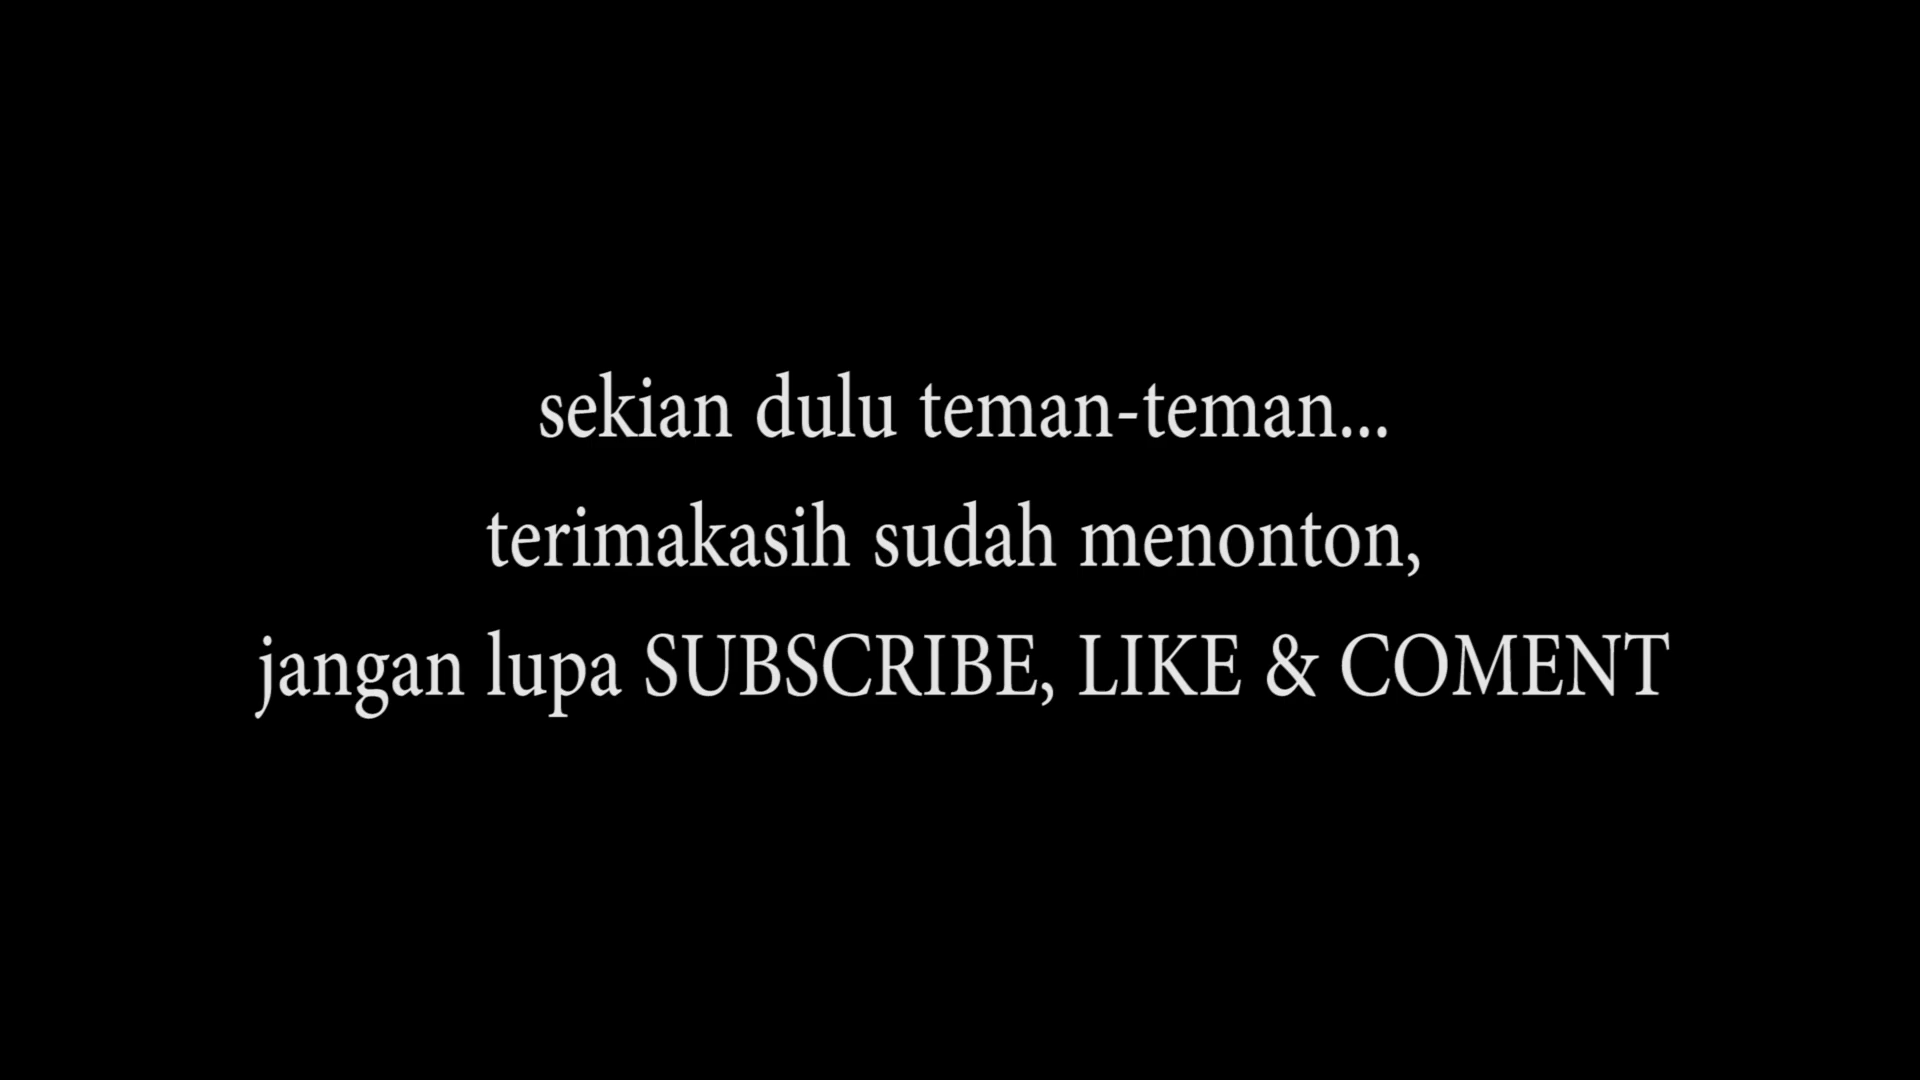 sekian dulu teman-teman...
terimakasih sudah menonton,
jangan lupa SUBSCRIBE, LIKE & COMENT